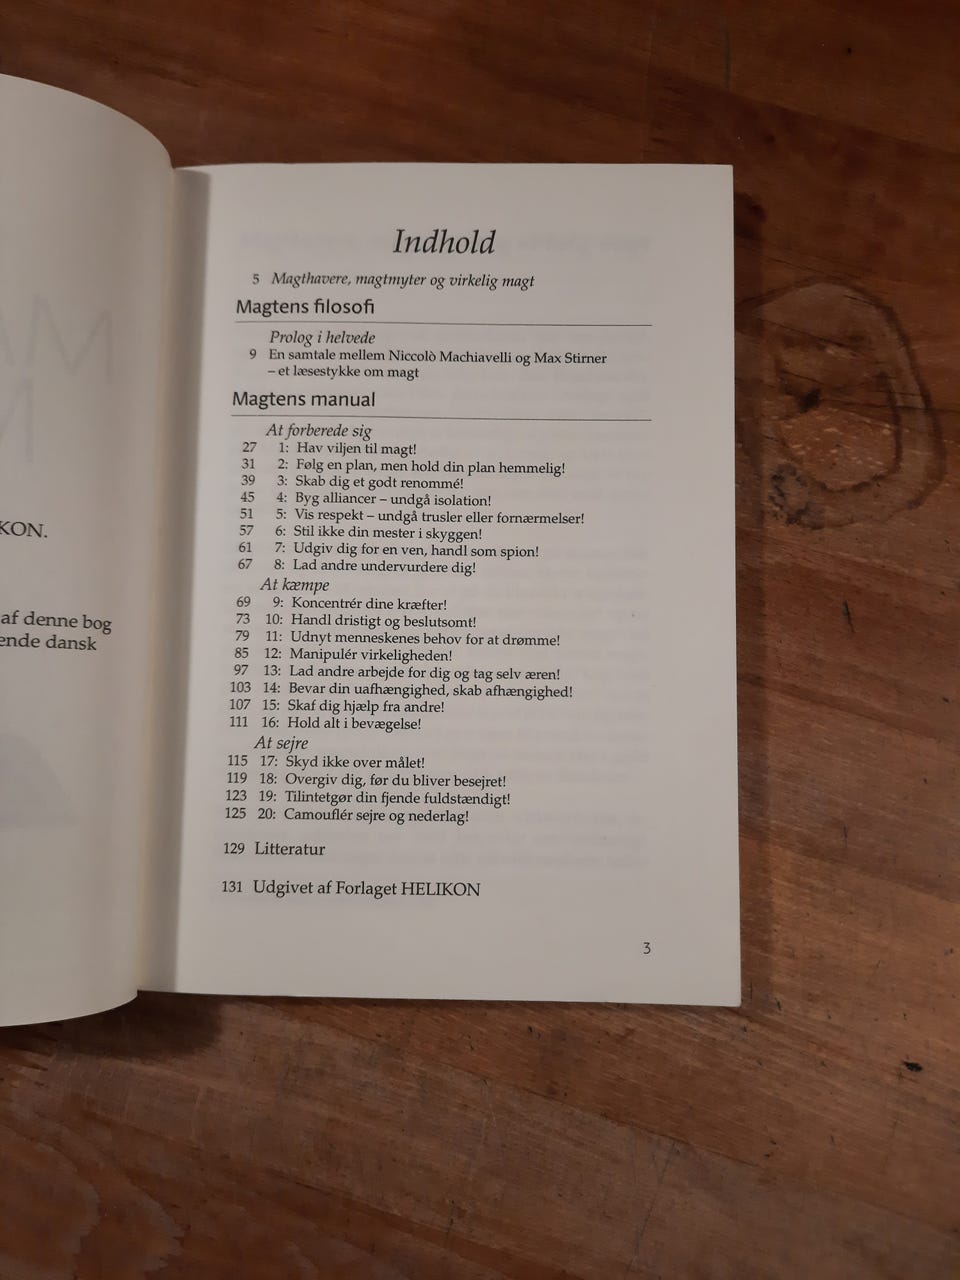 KON.
af denne bog
ende dansk
Indhold
5 Magthavere, magtmyter og virkelig magt
Magtens filosofi
Prolog i helvede
9 En samtale mellem Niccolò Machiavelli og Max Stirner
– et læsestykke om magt
Magtens manual
At forberede sig
27 1: Hav viljen til magt!
31 2: Følg en plan, men hold din plan hemmelig!
39 3: Skab dig et godt renommé!
45 4: Byg alliancer – undgå isolation!
51 5: Vis respekt – undgå trusler eller fornærmelser!
57 6: Stil ikke din mester i skyggen!
61 7: Udgiv dig for en ven, handl som spion!
67 8: Lad andre undervurdere dig!
At kæmpe
69 9: Koncentrér dine kræfter!
73 10: Handl dristigt og beslutsomt!
79 11: Udnyt menneskenes behov for at drømme!
85 12: Manipulér virkeligheden!
97 13: Lad andre arbejde for dig og tag selv æren!
103 14: Bevar din uafhængighed, skab afhængighed!
107 15: Skaf dig hjælp fra andre!
111 16: Hold alt i bevægelse!
At sejre
115 17: Skyd ikke over målet!
119 18: Overgiv dig, før du bliver besejret!
123 19: Tilintetgør din fjende fuldstændigt!
125 20: Camouflér sejre og nederlag!
129 Litteratur
131 Udgivet af Forlaget HELIKON
3